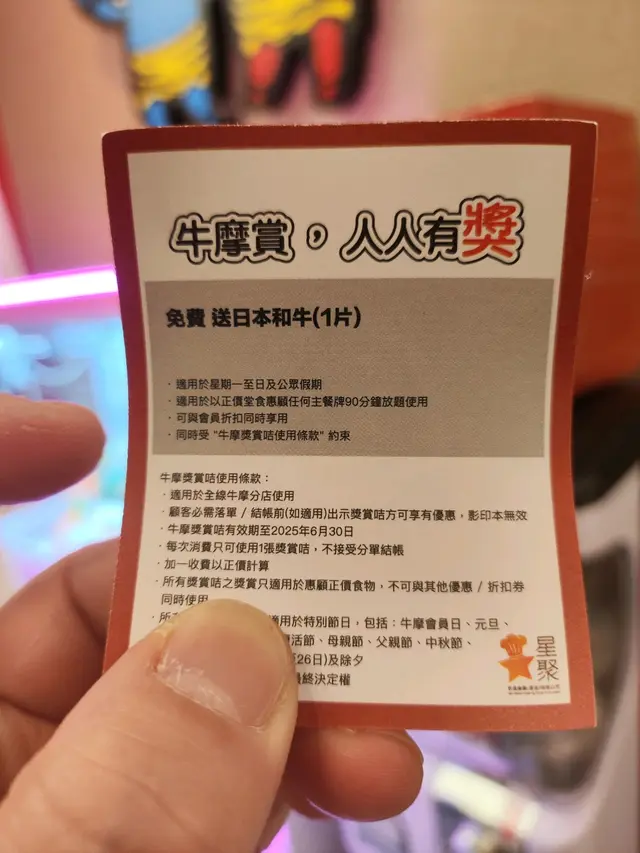 牛摩賞，人人有獎
免費 送日本和牛(1片)
· 適用於星期一至日及公眾假期
· 適用於以正價堂食惠顧任何主餐牌90分鐘放題使用
· 可與會員折扣同時享用
· 同時受 "牛摩獎賞咭使用條款" 約束
牛摩獎賞咭使用條款：
· 適用於全線牛摩分店使用
· 顧客必需落單 / 結帳前(如適用)出示獎賞咭方可享有優惠，影印本無效
· 牛摩獎賞咭有效期至2025年6月30日
· 每次消費只可使用1張獎賞咭，不接受分單結帳
· 加一收費以正價計算
· 所有獎賞咭之獎賞只適用於惠顧正價食物，不可與其他優惠 / 折扣券
同時使用
· 所 適用於特別節日，包括：牛摩會員日、元旦、
活節、母親節、父親節、中秋節、
26日)及除夕
最終決定權
星聚